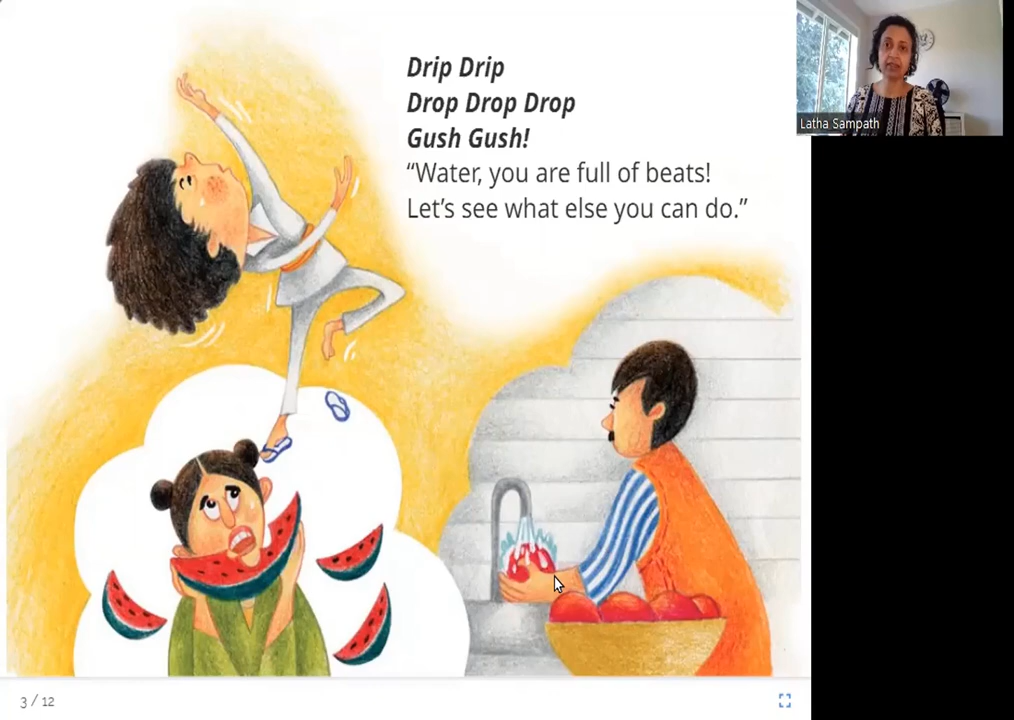 Drip Drip
Drop Drop Drop
Gush Gush!
“Water, you are full of beats!
Let’s see what else you can do.”
Latha Sampath
3 / 12